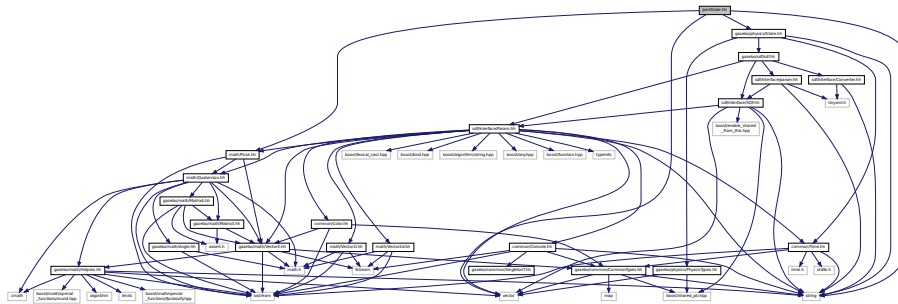 JointState.hh
gazebo/physics/State.hh
gazebo/sdf/sdf.hh
sdf/interface/parser.hh
sdf/interface/Converter.hh
sdf/interface/SDF.hh
tinyxml.h
boost/enable_shared
_from_this.hpp
sdf/interface/Param.hh
math/Pose.hh
boost/lexical_cast.hpp
boost/bind.hpp
boost/algorithm/string.hpp
boost/any.hpp
boost/function.hpp
typeinfo
math/Quaternion.hh
gazebo/math/Matrix4.hh
gazebo/math/Matrix3.hh
common/Color.hh
gazebo/math/Angle.hh
assert.h
gazebo/math/Vector3.hh
math/Vector2i.hh
math/Vector2d.hh
common/Console.hh
common/Time.hh
gazebo/math/Helpers.hh
math.h
fstream
gazebo/common/SingletonT.hh
gazebo/common/CommonTypes.hh
gazebo/physics/PhysicsTypes.hh
time.h
stdlib.h
cmath
boost/math/special
_functions/round.hpp
algorithm
limits
boost/math/special
_functions/fpclassify.hpp
iostream
vector
map
boost/shared_ptr.hpp
string